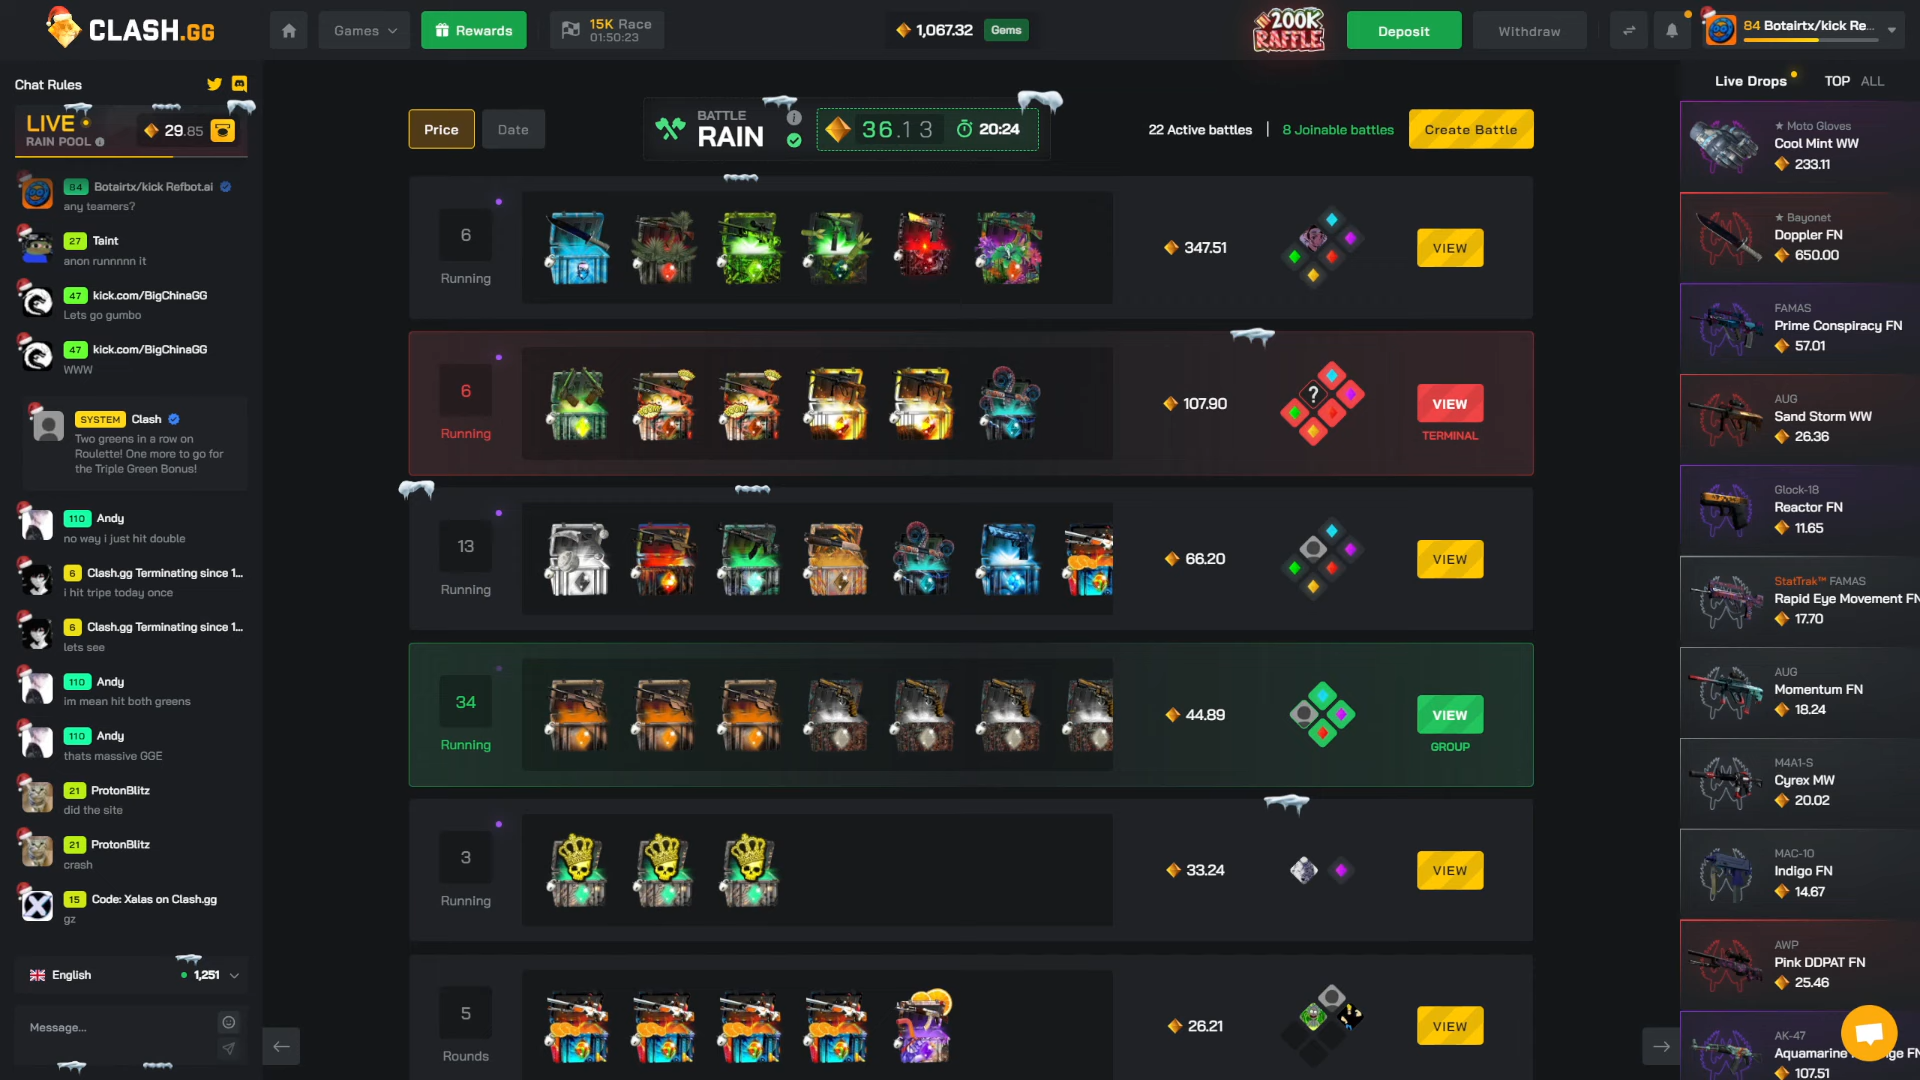 CLASH.GG
Games
Rewards
15K Race
01:50:23
1,067.32
Gems
200K
RAFFLE
Deposit
Withdraw
84 Botairtx/kick Re...
Chat Rules
LIVE
RAIN POOL
29.85
84 Botairtx/kick Refbot.ai
any teamers?
27 Taint
anon runnnnn it
47 kick.com/BigChinaGG
Lets go gumbo
47 kick.com/BigChinaGG
WWW
SYSTEM Clash
Two greens in a row on
Roulette! One more to go for
the Triple Green Bonus!
110 Andy
no way i just hit double
6 Clash.gg Terminating since 1...
i hit tripe today once
6 Clash.gg Terminating since 1...
lets see
110 Andy
im mean hit both greens
110 Andy
thats massive GGE
21 ProtonBlitz
did the site
21 ProtonBlitz
crash
15 Code: Xalas on Clash.gg
gz
English
1,251
Message...
Price
Date
BATTLE
RAIN
36.13
20:24
22 Active battles | 8 Joinable battles
Create Battle
6
Running
347.51
VIEW
6
Running
107.90
?
VIEW
TERMINAL
13
Running
66.20
VIEW
34
Running
44.89
VIEW
GROUP
3
Running
33.24
VIEW
5
Rounds
26.21
VIEW
Live Drops
TOP ALL
★ Moto Gloves
Cool Mint WW
233.11
★ Bayonet
Doppler FN
650.00
FAMAS
Prime Conspiracy FN
57.01
AUG
Sand Storm WW
26.36
Glock-18
Reactor FN
11.65
StatTrak™ FAMAS
Rapid Eye Movement FN
17.70
AUG
Momentum FN
18.24
M4A1-S
Cyrex MW
20.02
MAC-10
Indigo FN
14.67
AWP
Pink DDPAT FN
25.46
AK-47
Aquamarine
107.51